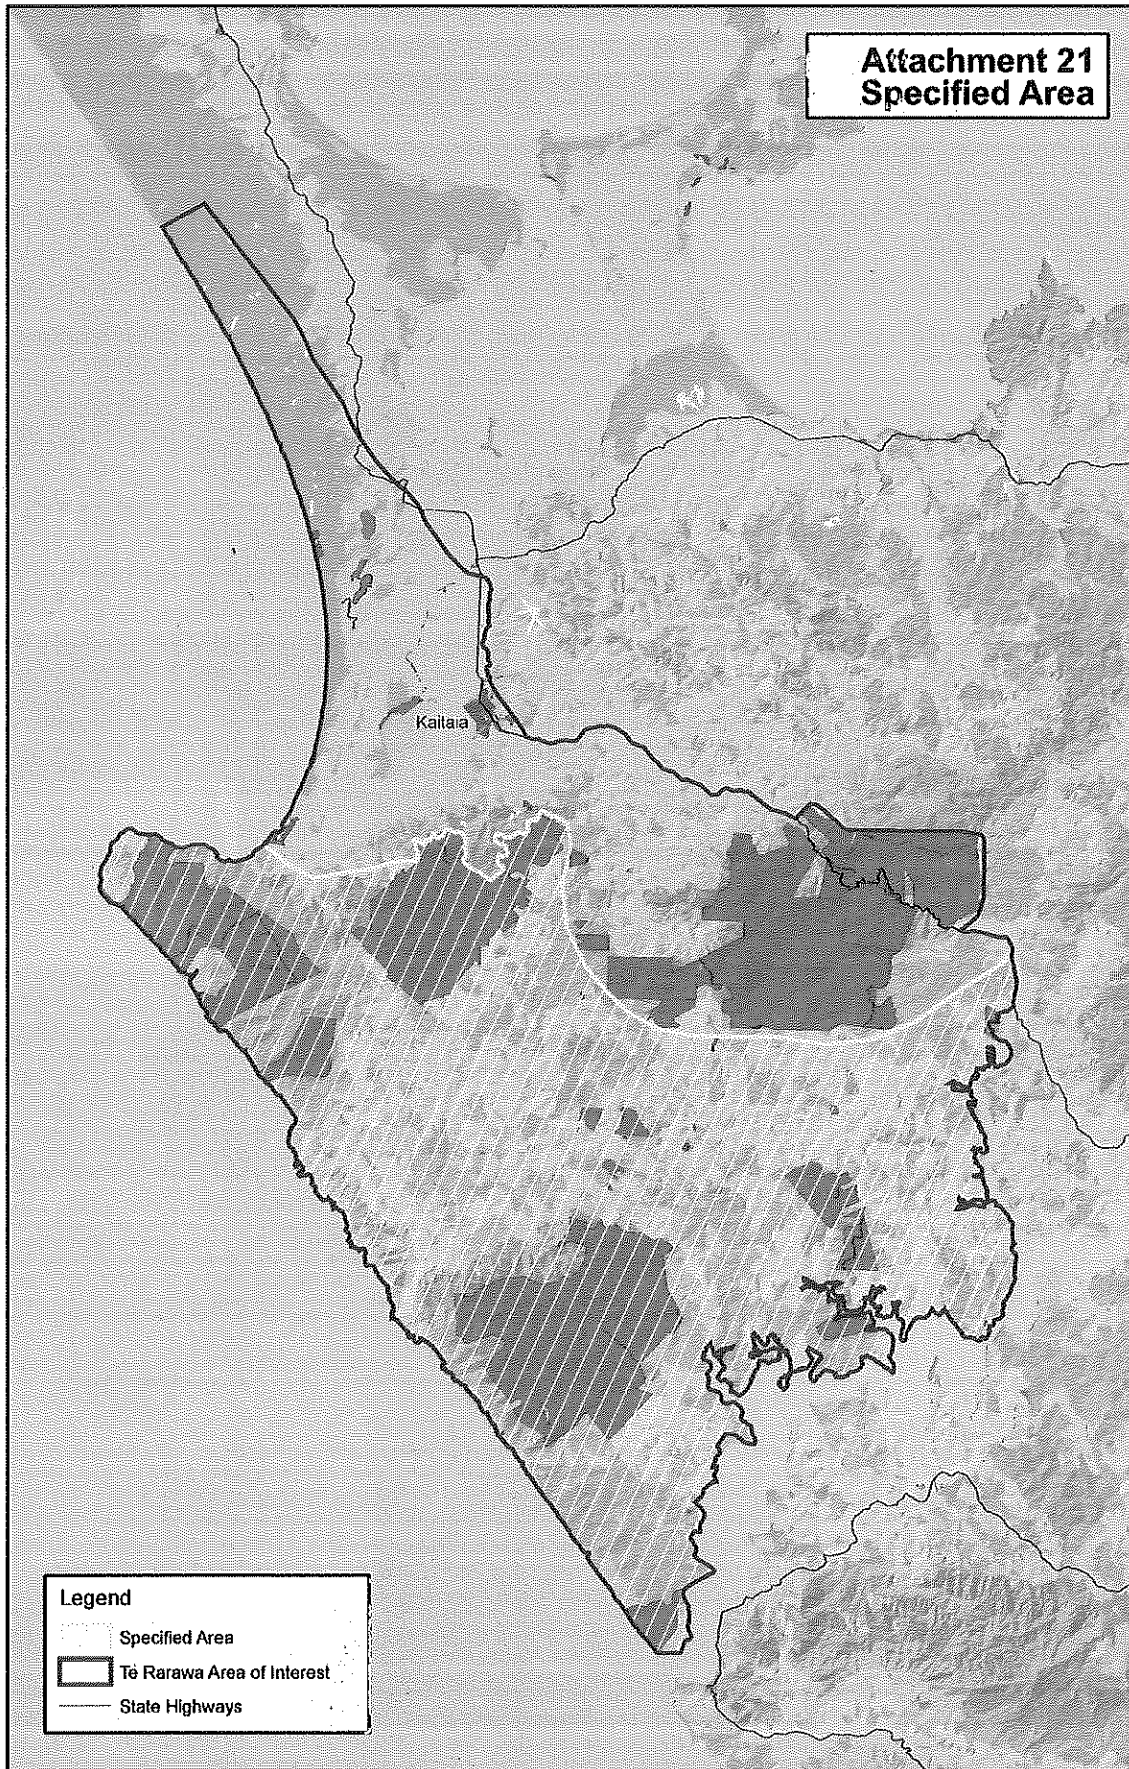 Attachment 21
Specified Area
Kaitaia
Legend
Specified Area
Te Rarawa Area of Interest
State Highways